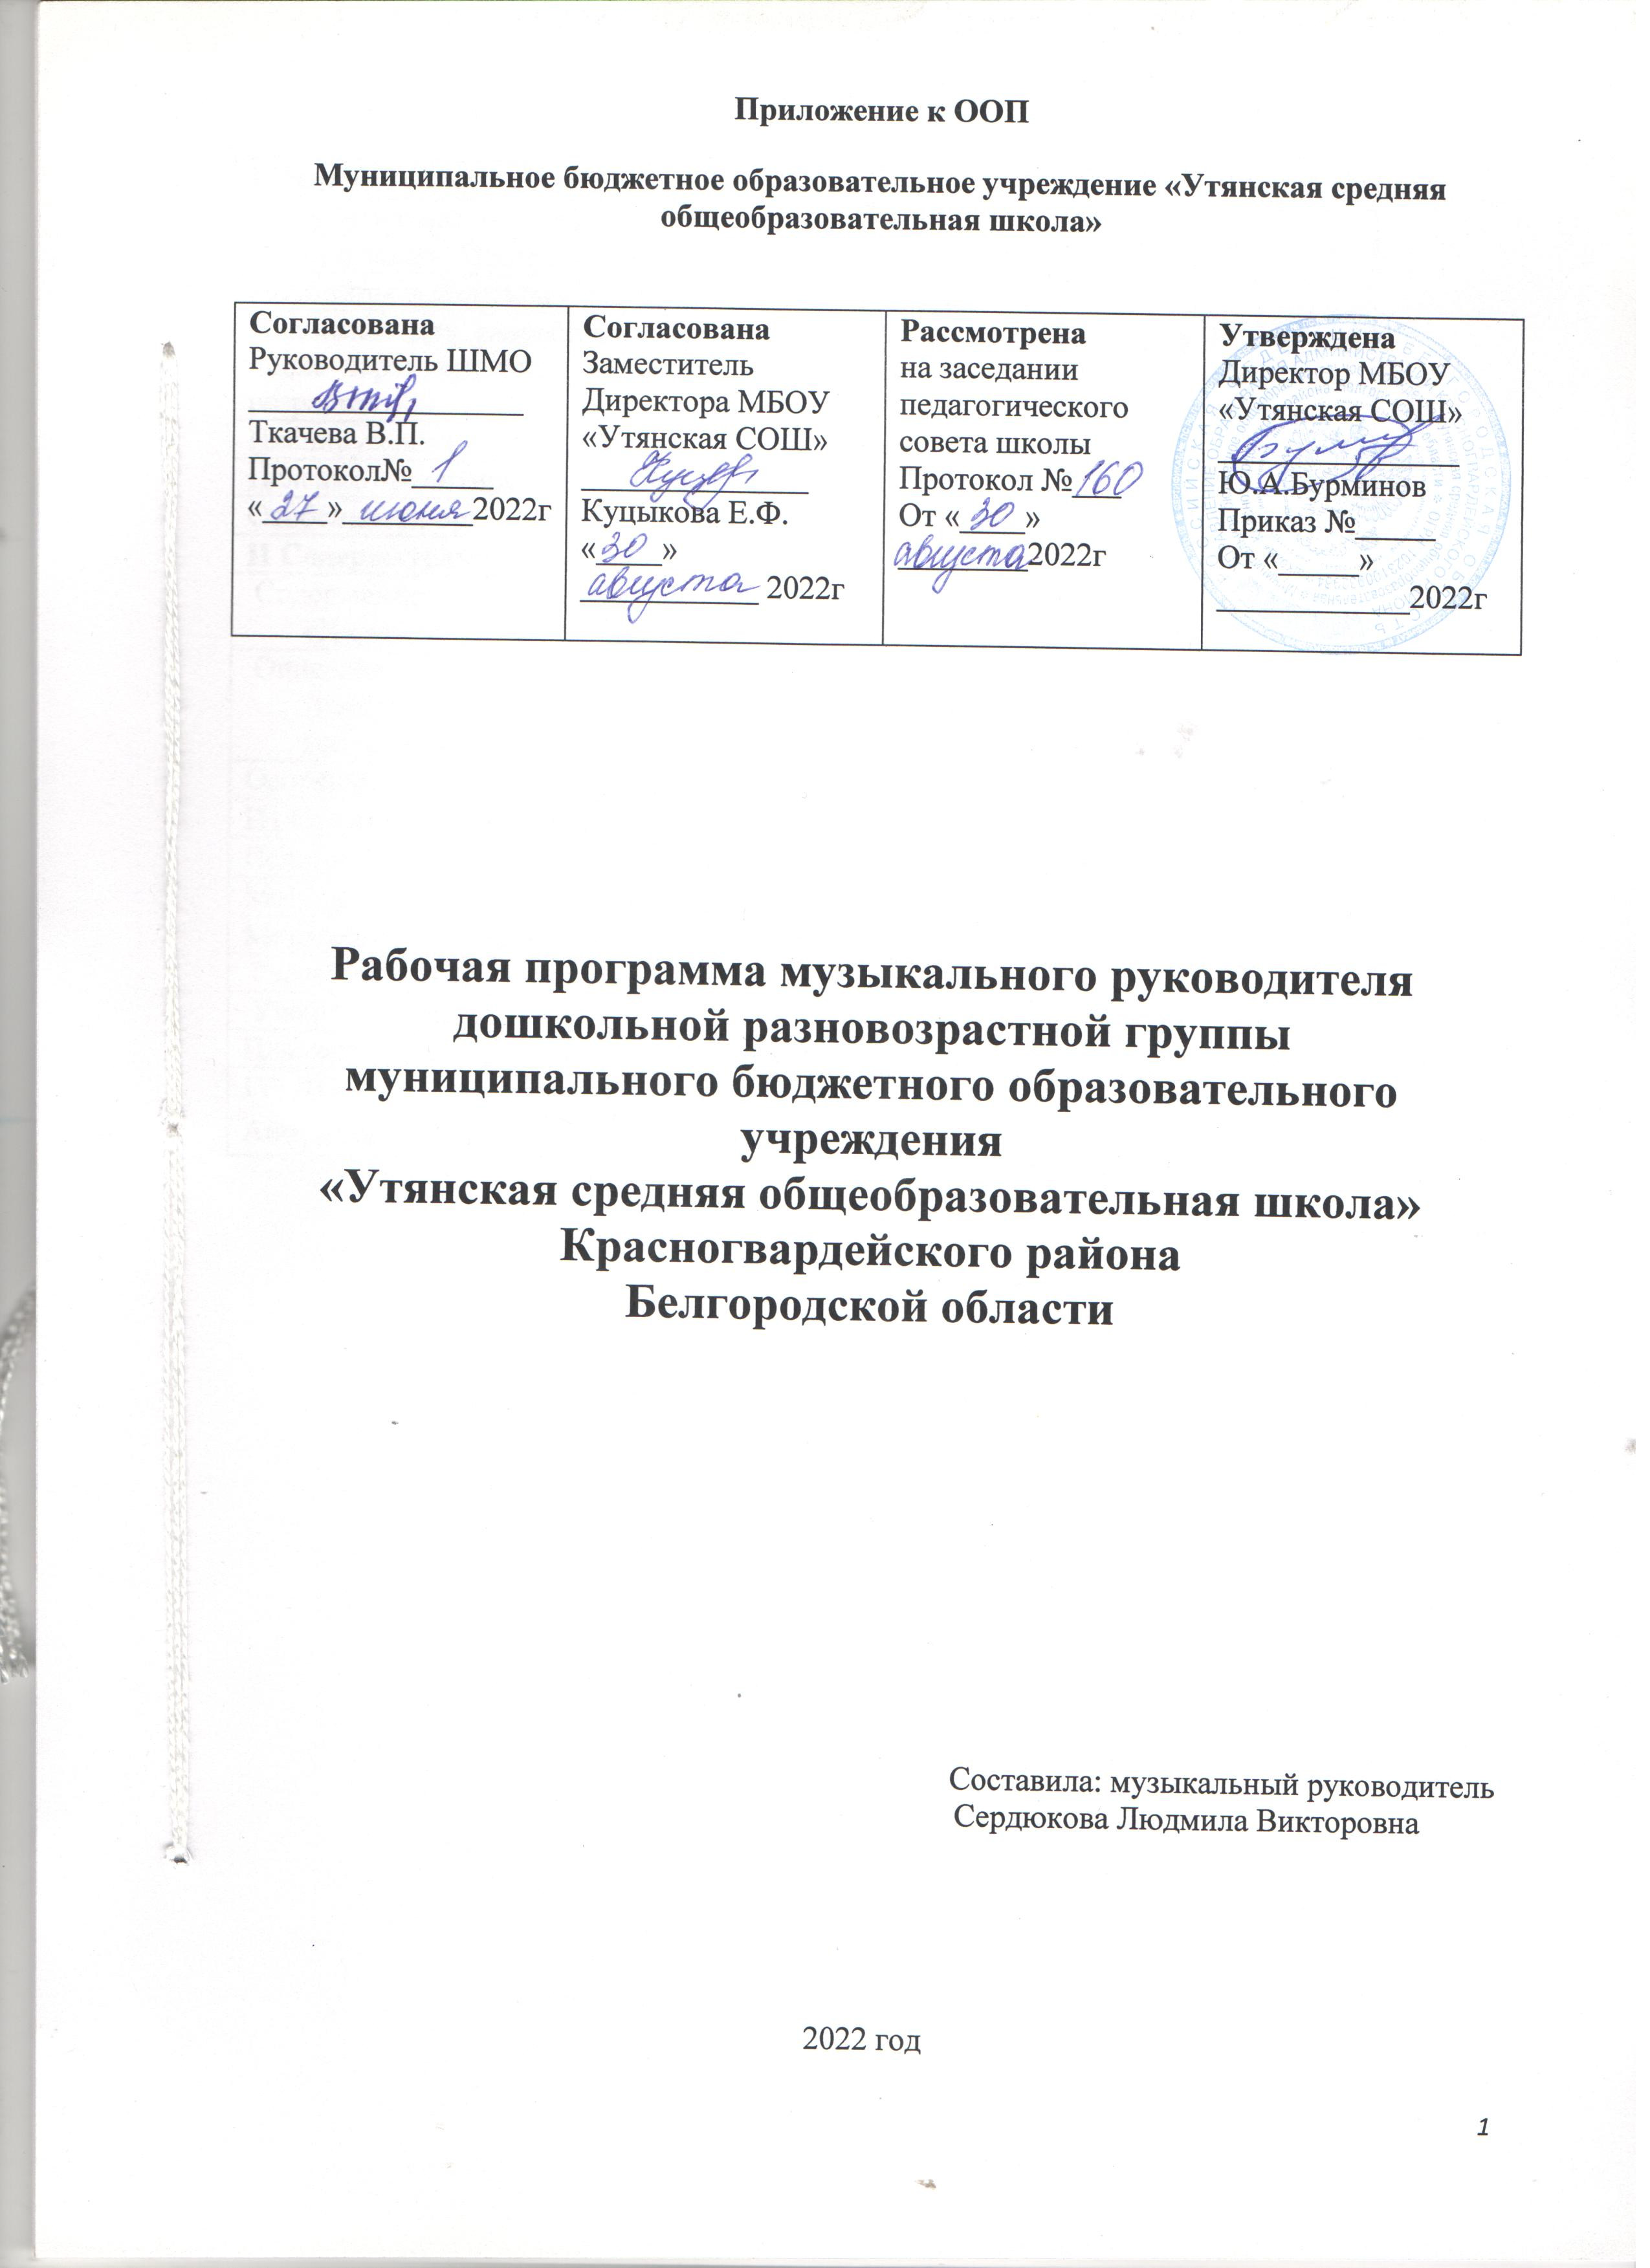 Приложение к ООП
Муниципальное бюджетное образовательное учреждение «Утянская средняя
общеобразовательная школа»
Согласована
Руководитель ШМО
Ткачева В.П.
Протокол№ 1
«27» июня 2022г
Согласована
Заместитель
Директора МБОУ
«Утянская СОШ»
Куцыкова Е.Ф.
«30»
августа 2022г
Рассмотрена
на заседании
педагогического
совета школы
Протокол № 160
От «30»
августа 2022г
Утверждена
Директор МБОУ
«Утянская СОШ»
Ю.А.Бурминов
Приказ №______
От «______»
______________2022г
Рабочая программа музыкального руководителя
дошкольной разновозрастной группы
муниципального бюджетного образовательного
учреждения
«Утянская средняя общеобразовательная школа»
Красногвардейского района
Белгородской области
Составила: музыкальный руководитель
Сердюкова Людмила Викторовна
2022 год
1